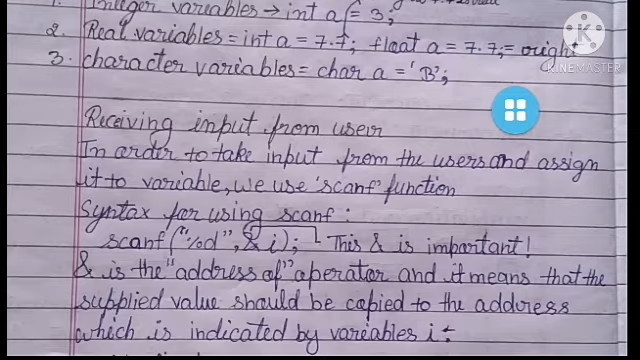 1. Integer variables → int a = 3;
2. Real variables = int a = 7.7; float a = 7.7; = oright
3. character variables = char a = 'B';
KINEMASTER
Receiving input from user
In order to take input from the users and assign
it to variable, we use 'scanf' function
Syntax for using scanf :
scanf ("%d", & i); This & is important!
& is the "address of" operator and it means that the
supplied value should be copied to the address
which is indicated by variables i :